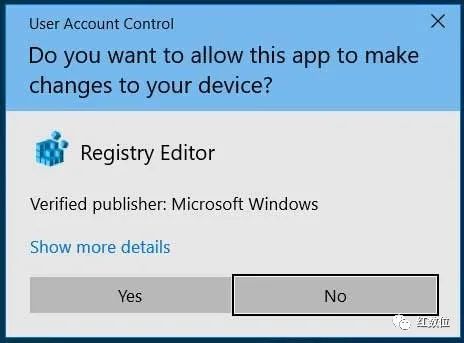 User Account Control
Do you want to allow this app to make
changes to your device?
Registry Editor
Verified publisher: Microsoft Windows
Show more details
Yes
No
红数位